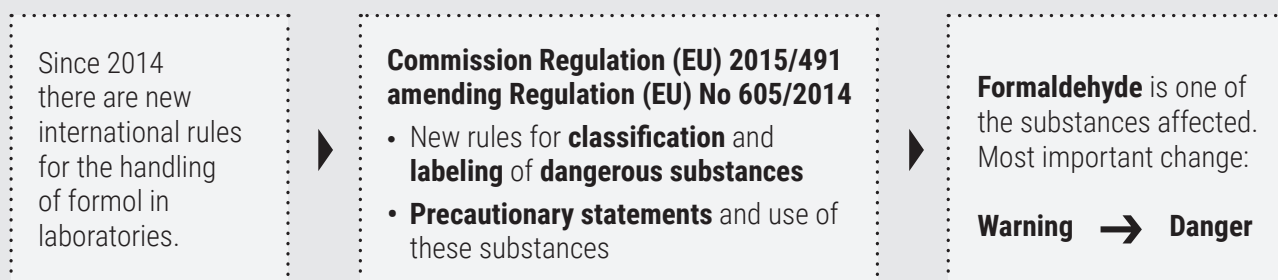 Since 2014
there are new
international rules
for the handling
of formol in
laboratories.
Commission Regulation (EU) 2015/491
amending Regulation (EU) No 605/2014
• New rules for classification and
labeling of dangerous substances
• Precautionary statements and use of
these substances
Formaldehyde is one of
the substances affected.
Most important change:
Warning → Danger